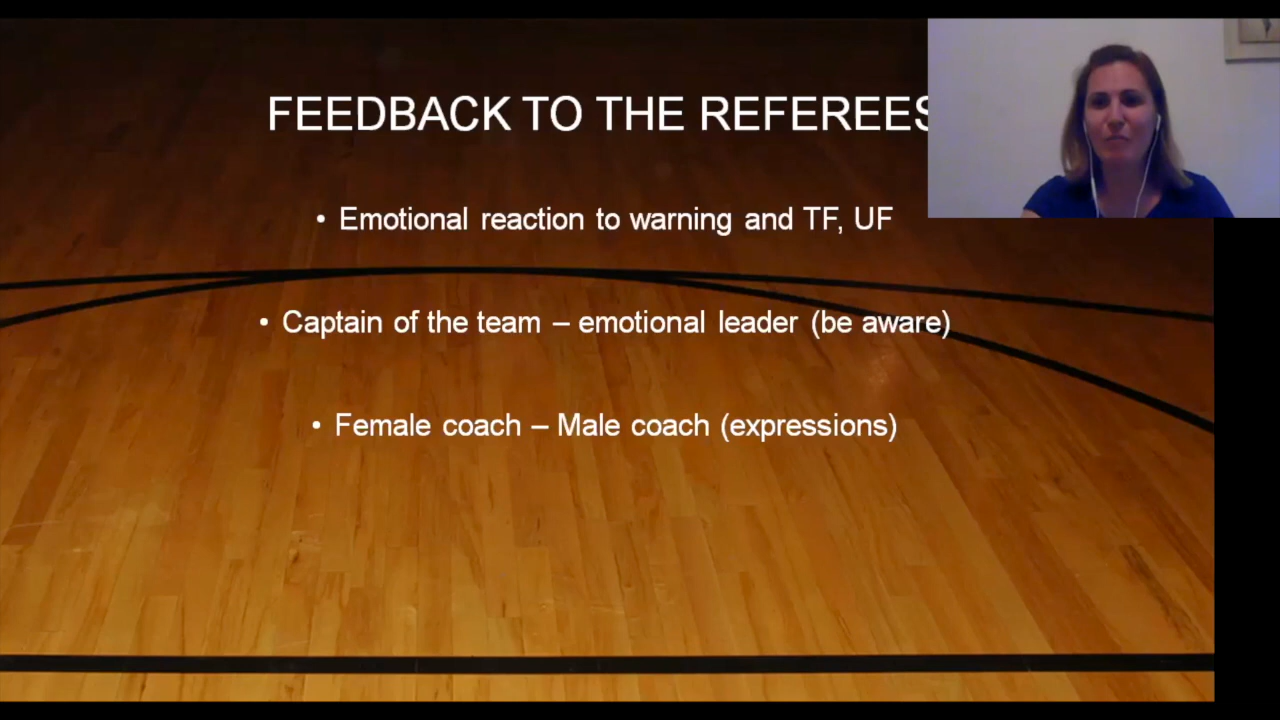 FEEDBACK TO THE REFEREES
• Emotional reaction to warning and TF, UF
• Captain of the team – emotional leader (be aware)
• Female coach – Male coach (expressions)